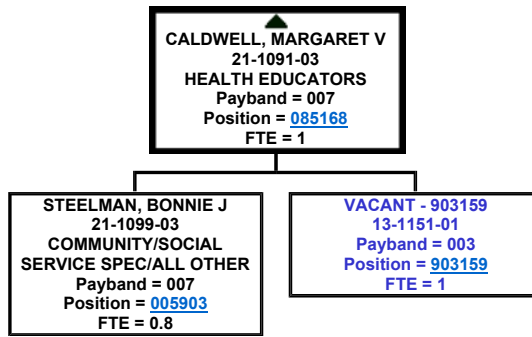 CALDWELL, MARGARET V
21-1091-03
HEALTH EDUCATORS
Payband = 007
Position = 085168
FTE = 1
STEELMAN, BONNIE J
21-1099-03
COMMUNITY/SOCIAL
SERVICE SPEC/ALL OTHER
Payband = 007
Position = 005903
FTE = 0.8
VACANT - 903159
13-1151-01
Payband = 003
Position = 903159
FTE = 1